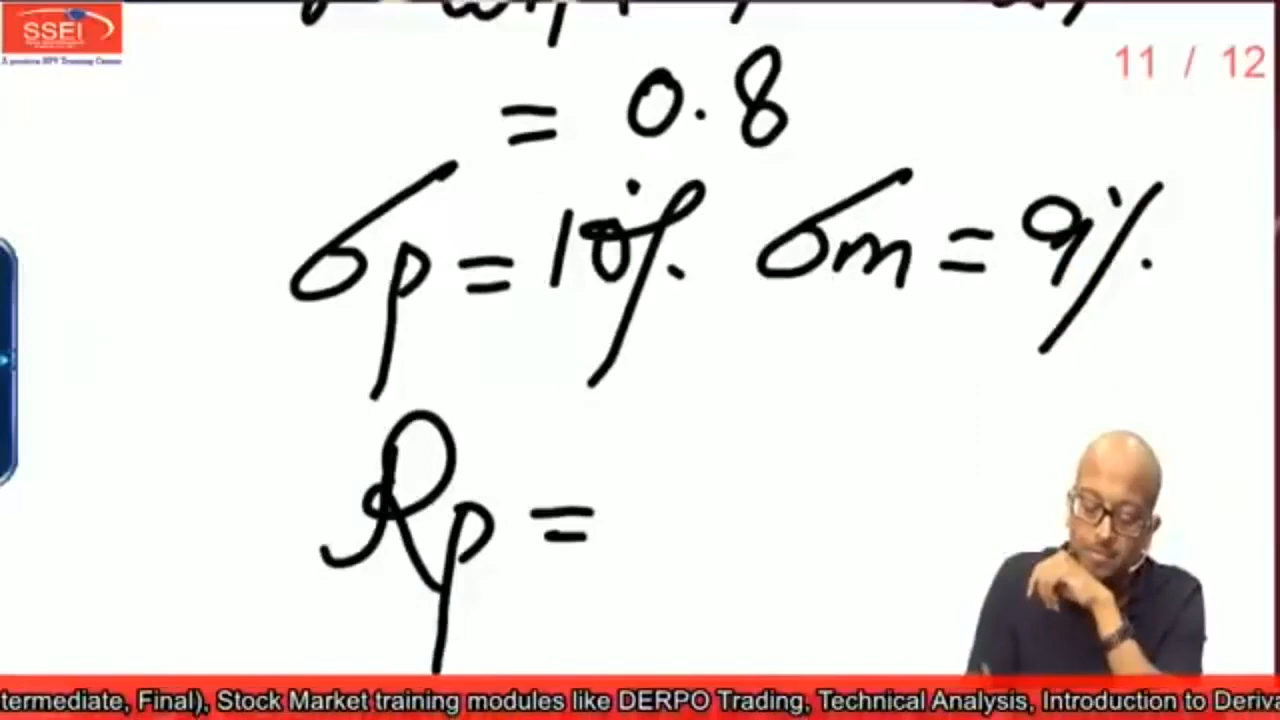 SSEI
11 / 12
= 0.8
σp = 10% σm = 9%
Rp =
termediate, Final), Stock Market training modules like DERPO Trading, Technical Analysis, Introduction to Deriva